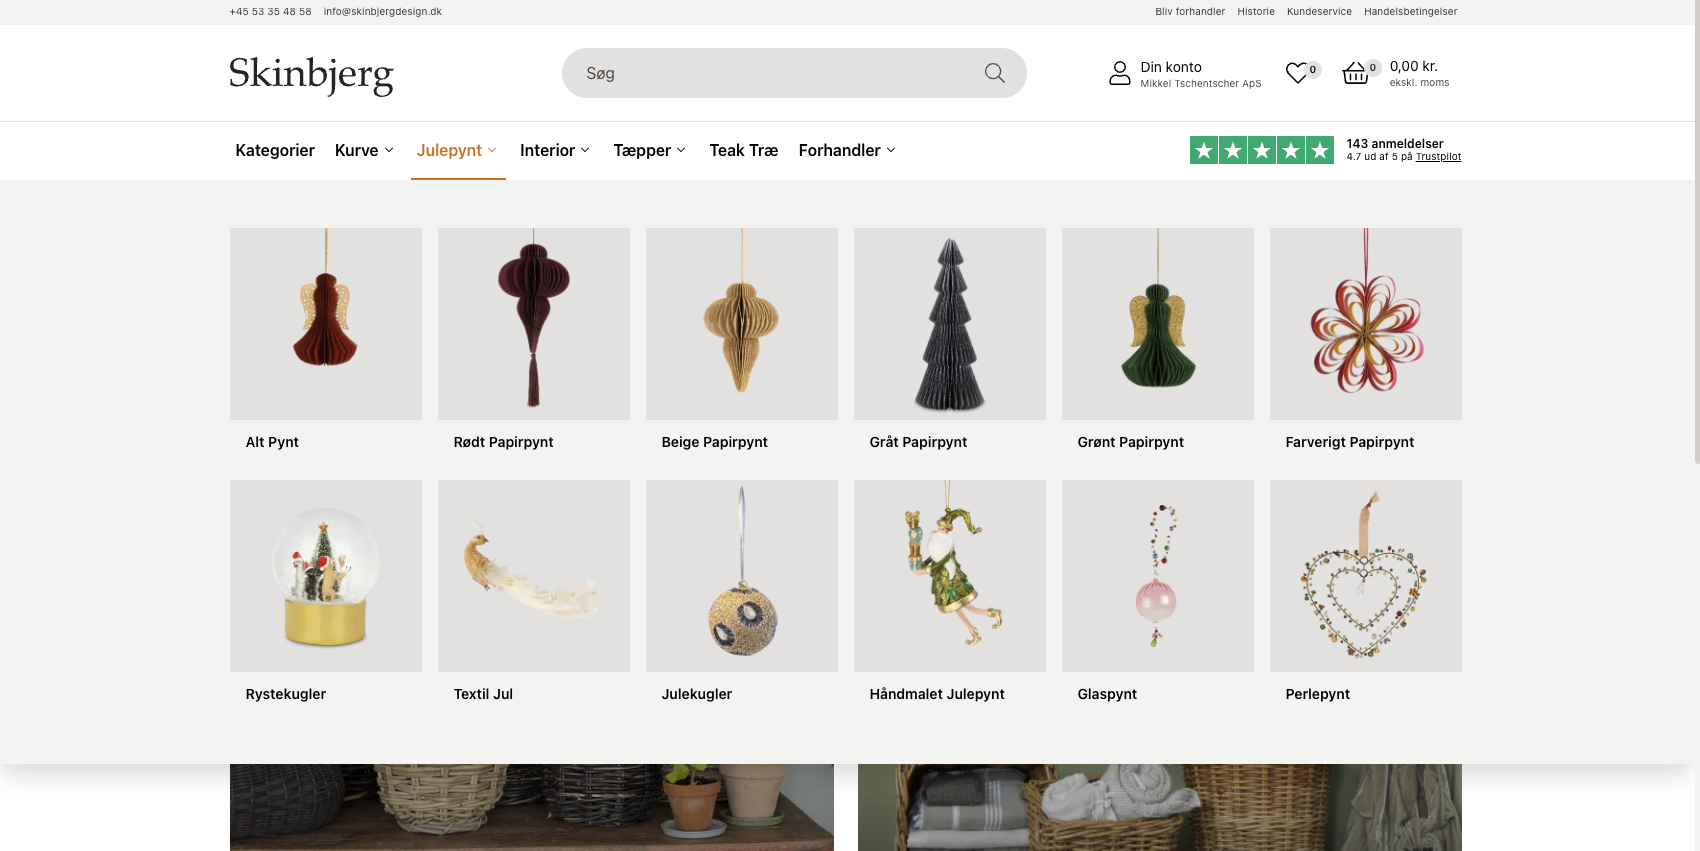 +45 53 35 48 58 info@skinbjergdesign.dk Bliv forhandler Historie Kundeservice Handelsbetingelser
Skinbjerg
Søg
Din konto
Mikkel Tschentscher ApS
0
0
0,00 kr.
ekskl. moms
Kategorier Kurve Julepynt Interior Tæpper Teak Træ Forhandler
143 anmeldelser
4.7 ud af 5 på Trustpilot
Alt Pynt Rødt Papirpynt Beige Papirpynt Gråt Papirpynt Grønt Papirpynt Farverigt Papirpynt
Rystekugler Textil Jul Julekugler Håndmalet Julepynt Glaspynt Perlepynt